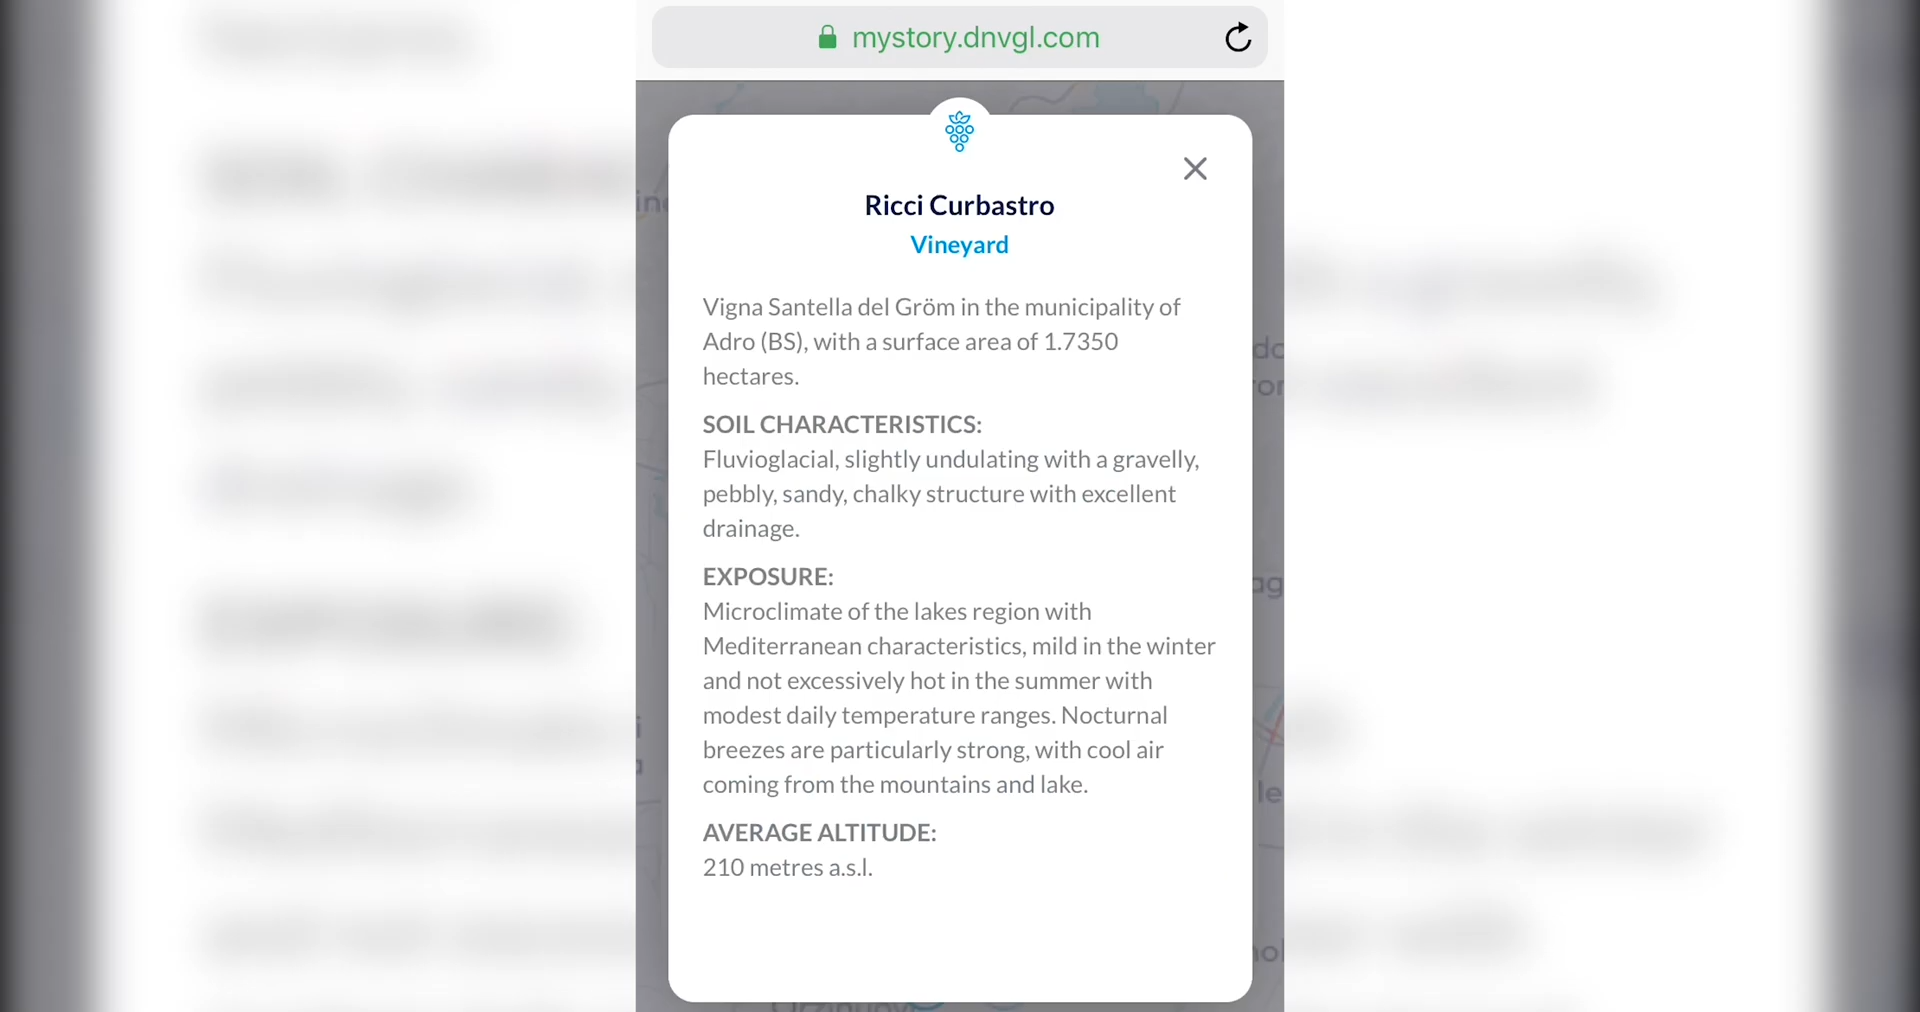 mystory.dnvgl.com
Ricci Curbastro
Vineyard
Vigna Santella del Gröm in the municipality of
Adro (BS), with a surface area of 1.7350
hectares.
SOIL CHARACTERISTICS:
Fluvioglacial, slightly undulating with a gravelly,
pebbly, sandy, chalky structure with excellent
drainage.
EXPOSURE:
Microclimate of the lakes region with
Mediterranean characteristics, mild in the winter
and not excessively hot in the summer with
modest daily temperature ranges. Nocturnal
breezes are particularly strong, with cool air
coming from the mountains and lake.
AVERAGE ALTITUDE:
210 metres a.s.l.